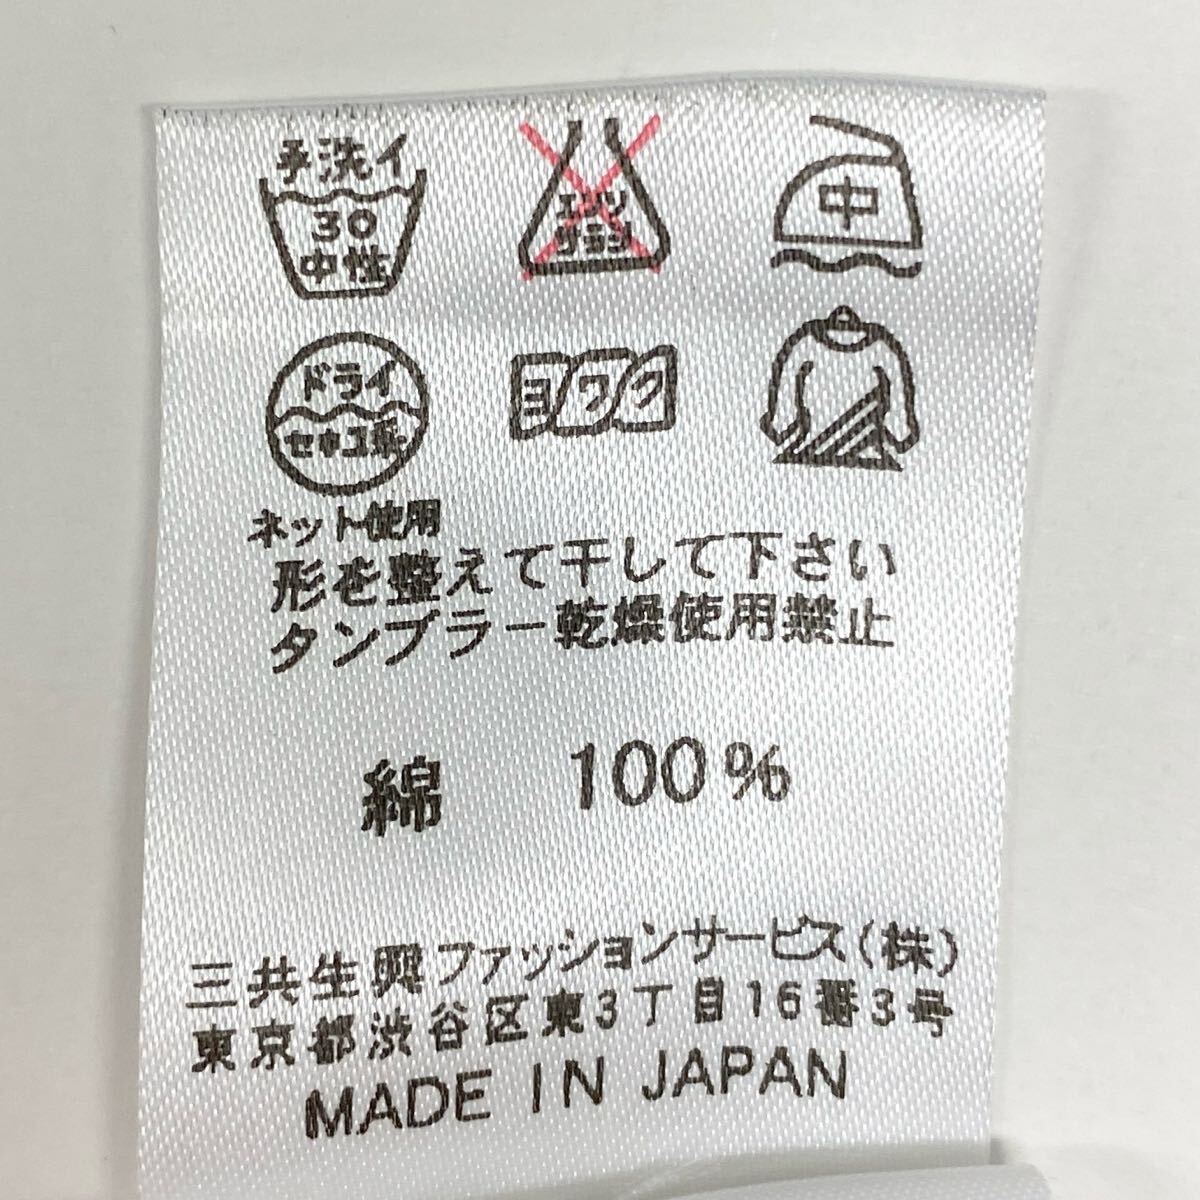 手洗イ
30
中性
エンソ
サラシ
中
ドライ
セキユ系
ヨワク
ネット使用
形を整えて干して下さい
タンブラー乾燥使用禁止
綿 100%
三共生興ファッションサービス(株)
東京都渋谷区東3丁目16番3号
MADE IN JAPAN